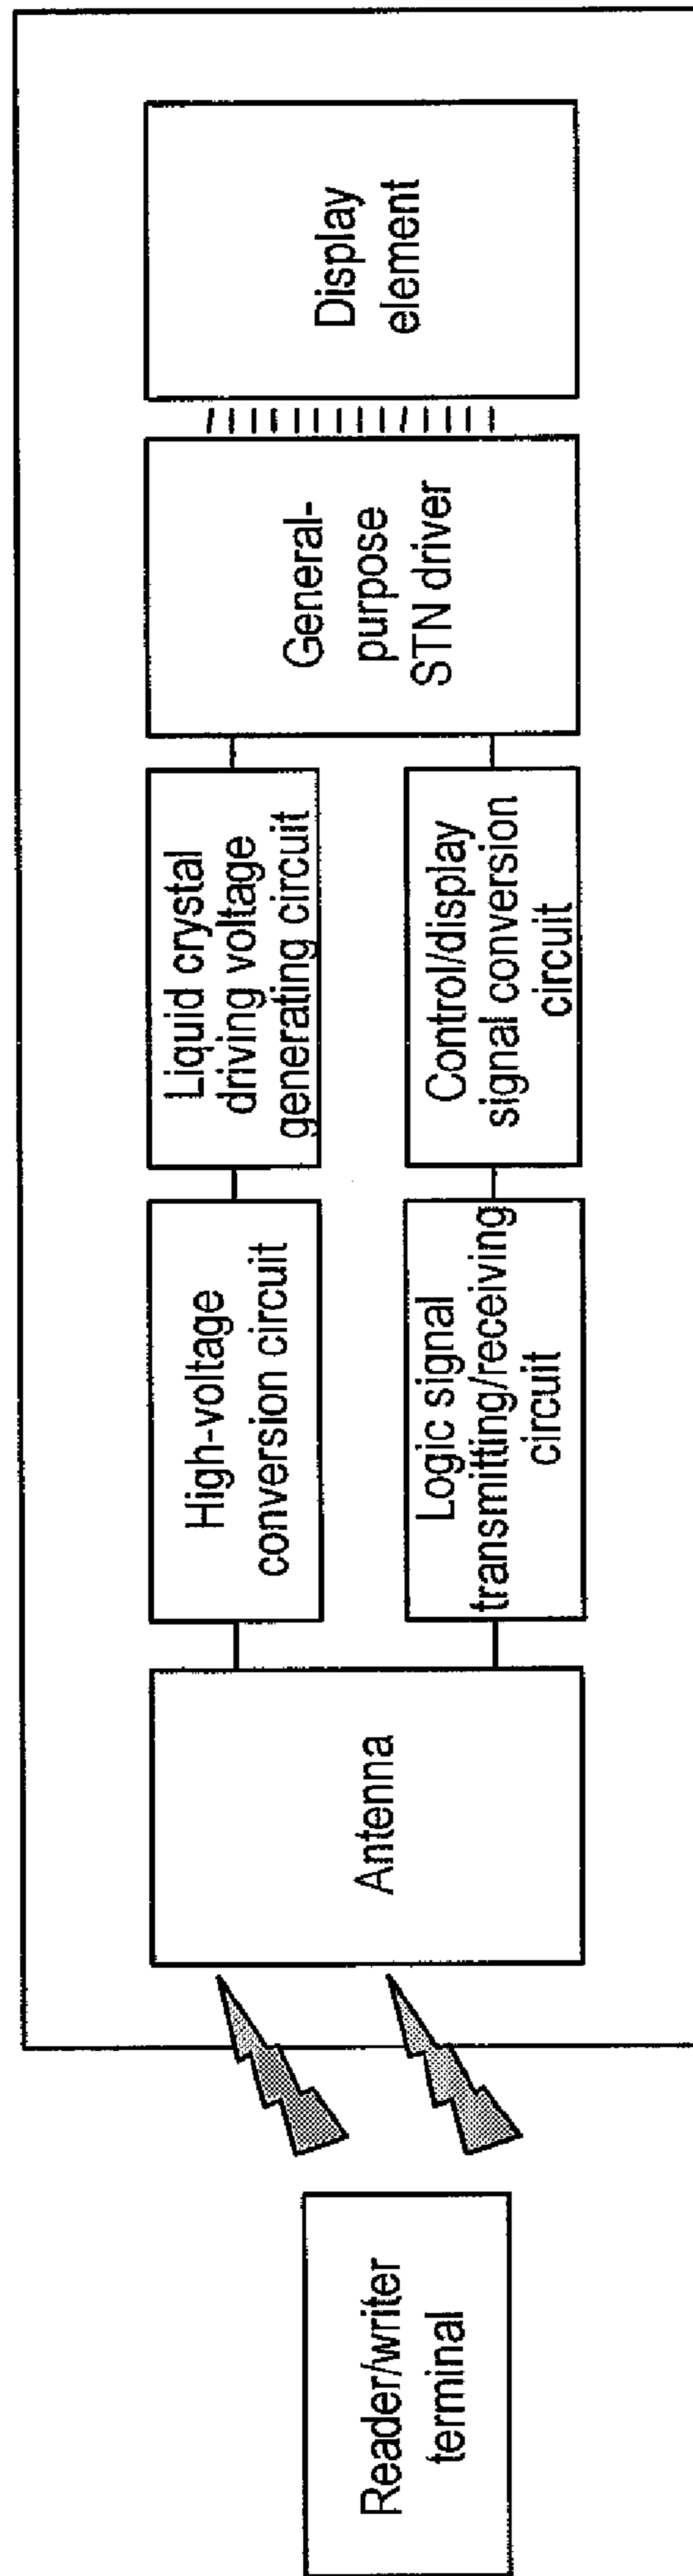 Reader/writer
terminal
Antenna
High-voltage
conversion circuit
Liquid crystal
driving voltage
generating circuit
Logic signal
transmitting/receiving
circuit
Control/display
signal conversion
circuit
General-
purpose
STN driver
Display
element